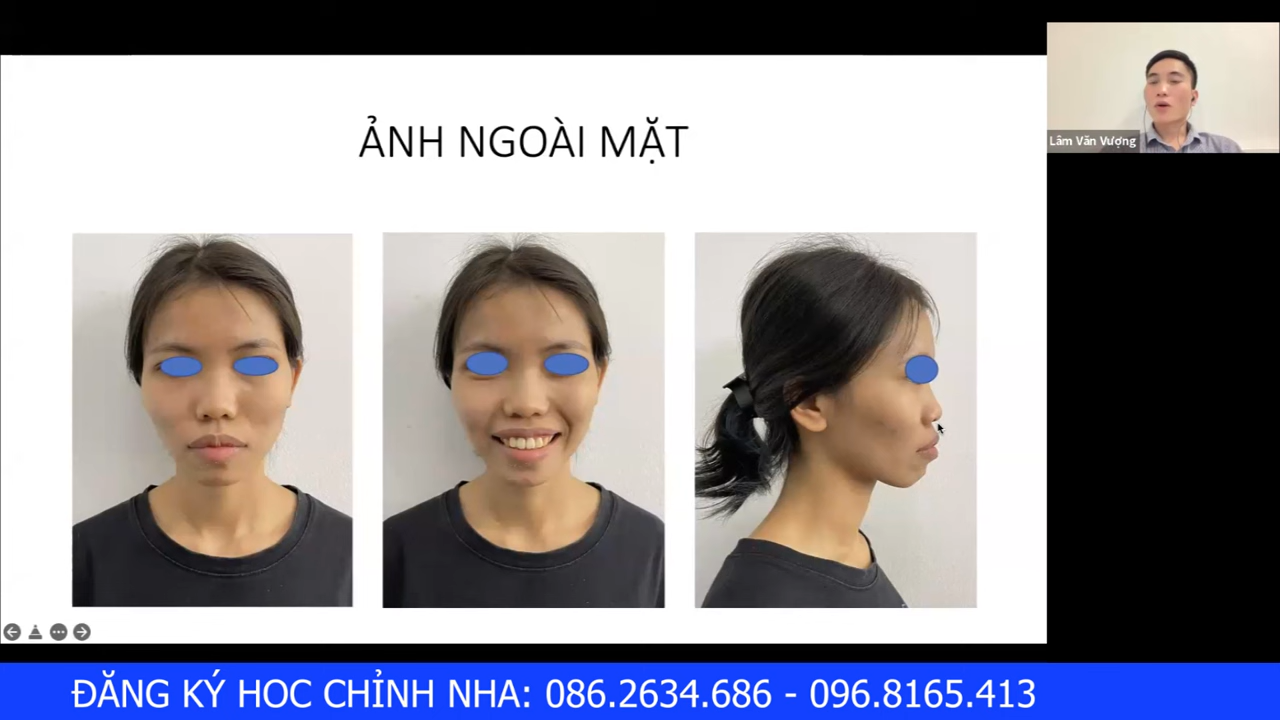 ẢNH NGOÀI MẶT
Lâm Văn Vượng
ĐĂNG KÝ HOC CHỈNH NHA: 086.2634.686 - 096.8165.413